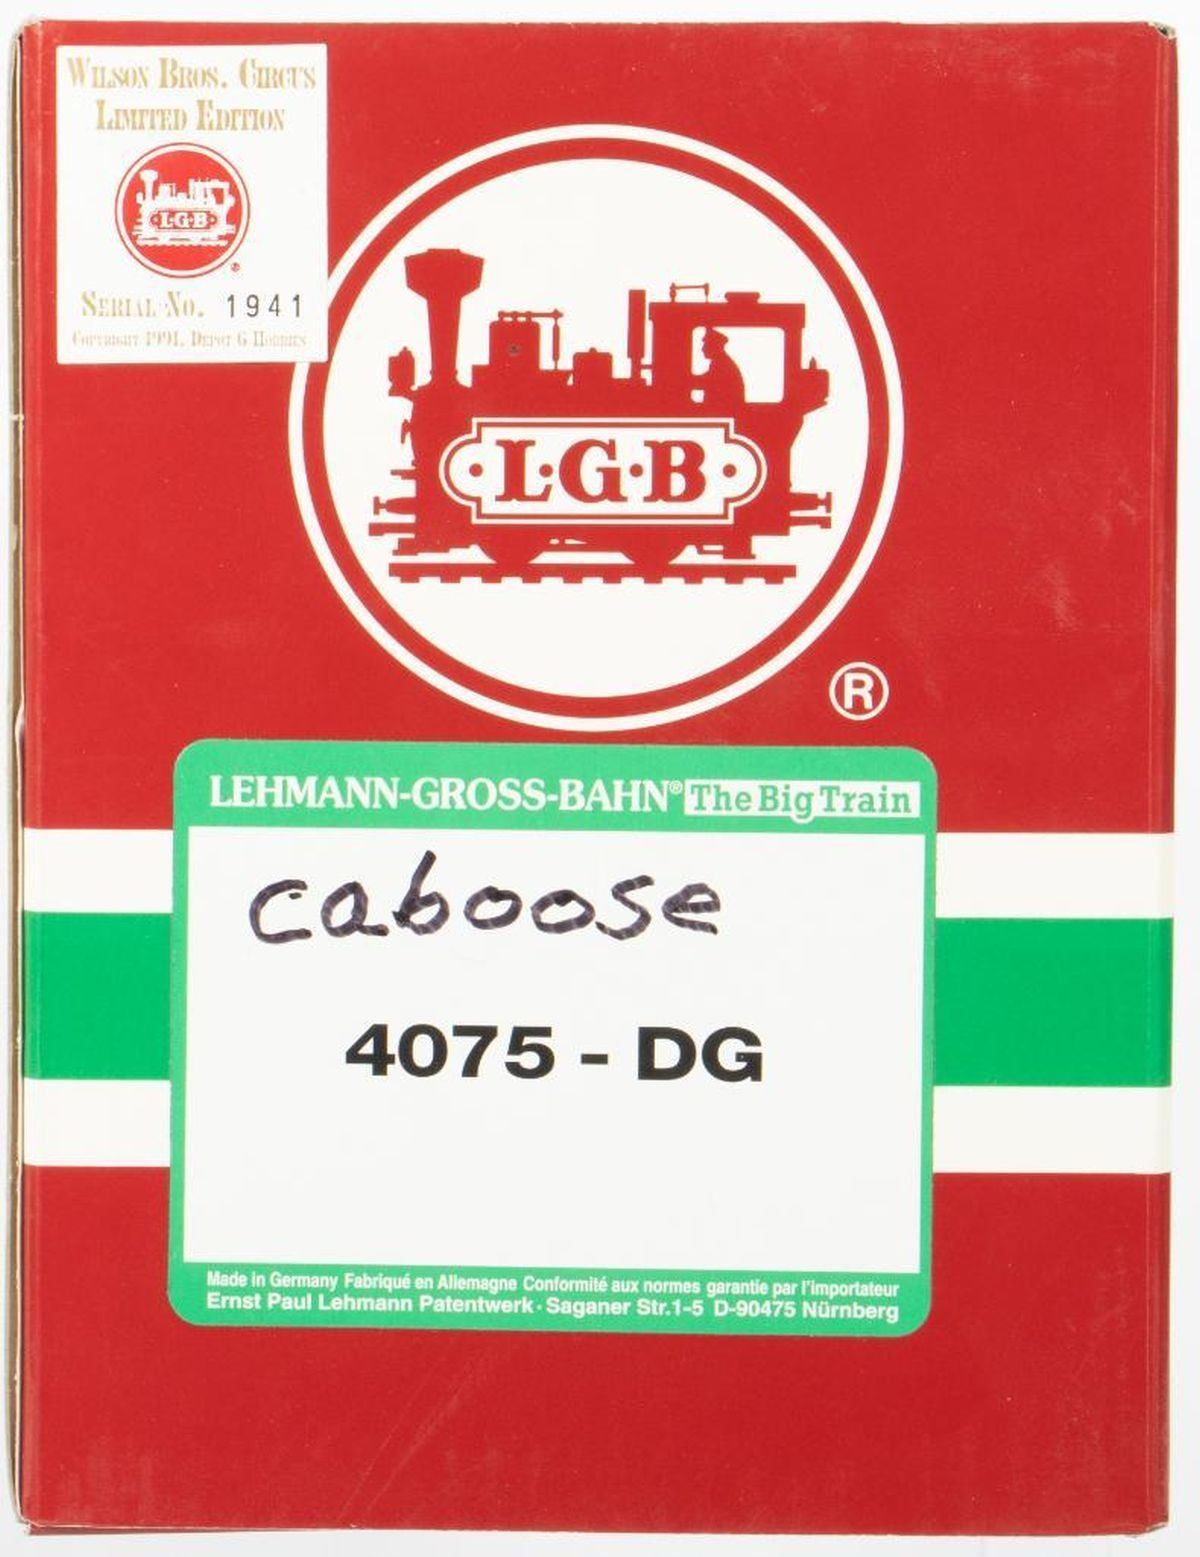 WILSON BROS. CIRCUS
LIMITED EDITION
L·G·B
®
SERIAL NO. 1941
COPYRIGHT 1991, DEPOT G HOBBIES
·L·G·B·
®
LEHMANN-GROSS-BAHN® The Big Train
caboose
4075 - DG
Made in Germany Fabriqué en Allemagne Conformité aux normes garantie par l'importateur
Ernst Paul Lehmann Patentwerk · Saganer Str.1-5 D-90475 Nürnberg